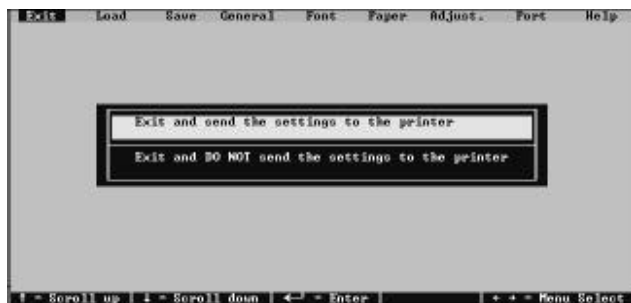 Exit Load Save General Font Paper Adjust. Port Help
Exit and send the settings to the printer
Exit and DO NOT send the settings to the printer
↑ = Scroll up ↓ = Scroll down ↵ = Enter ← → = Menu Select